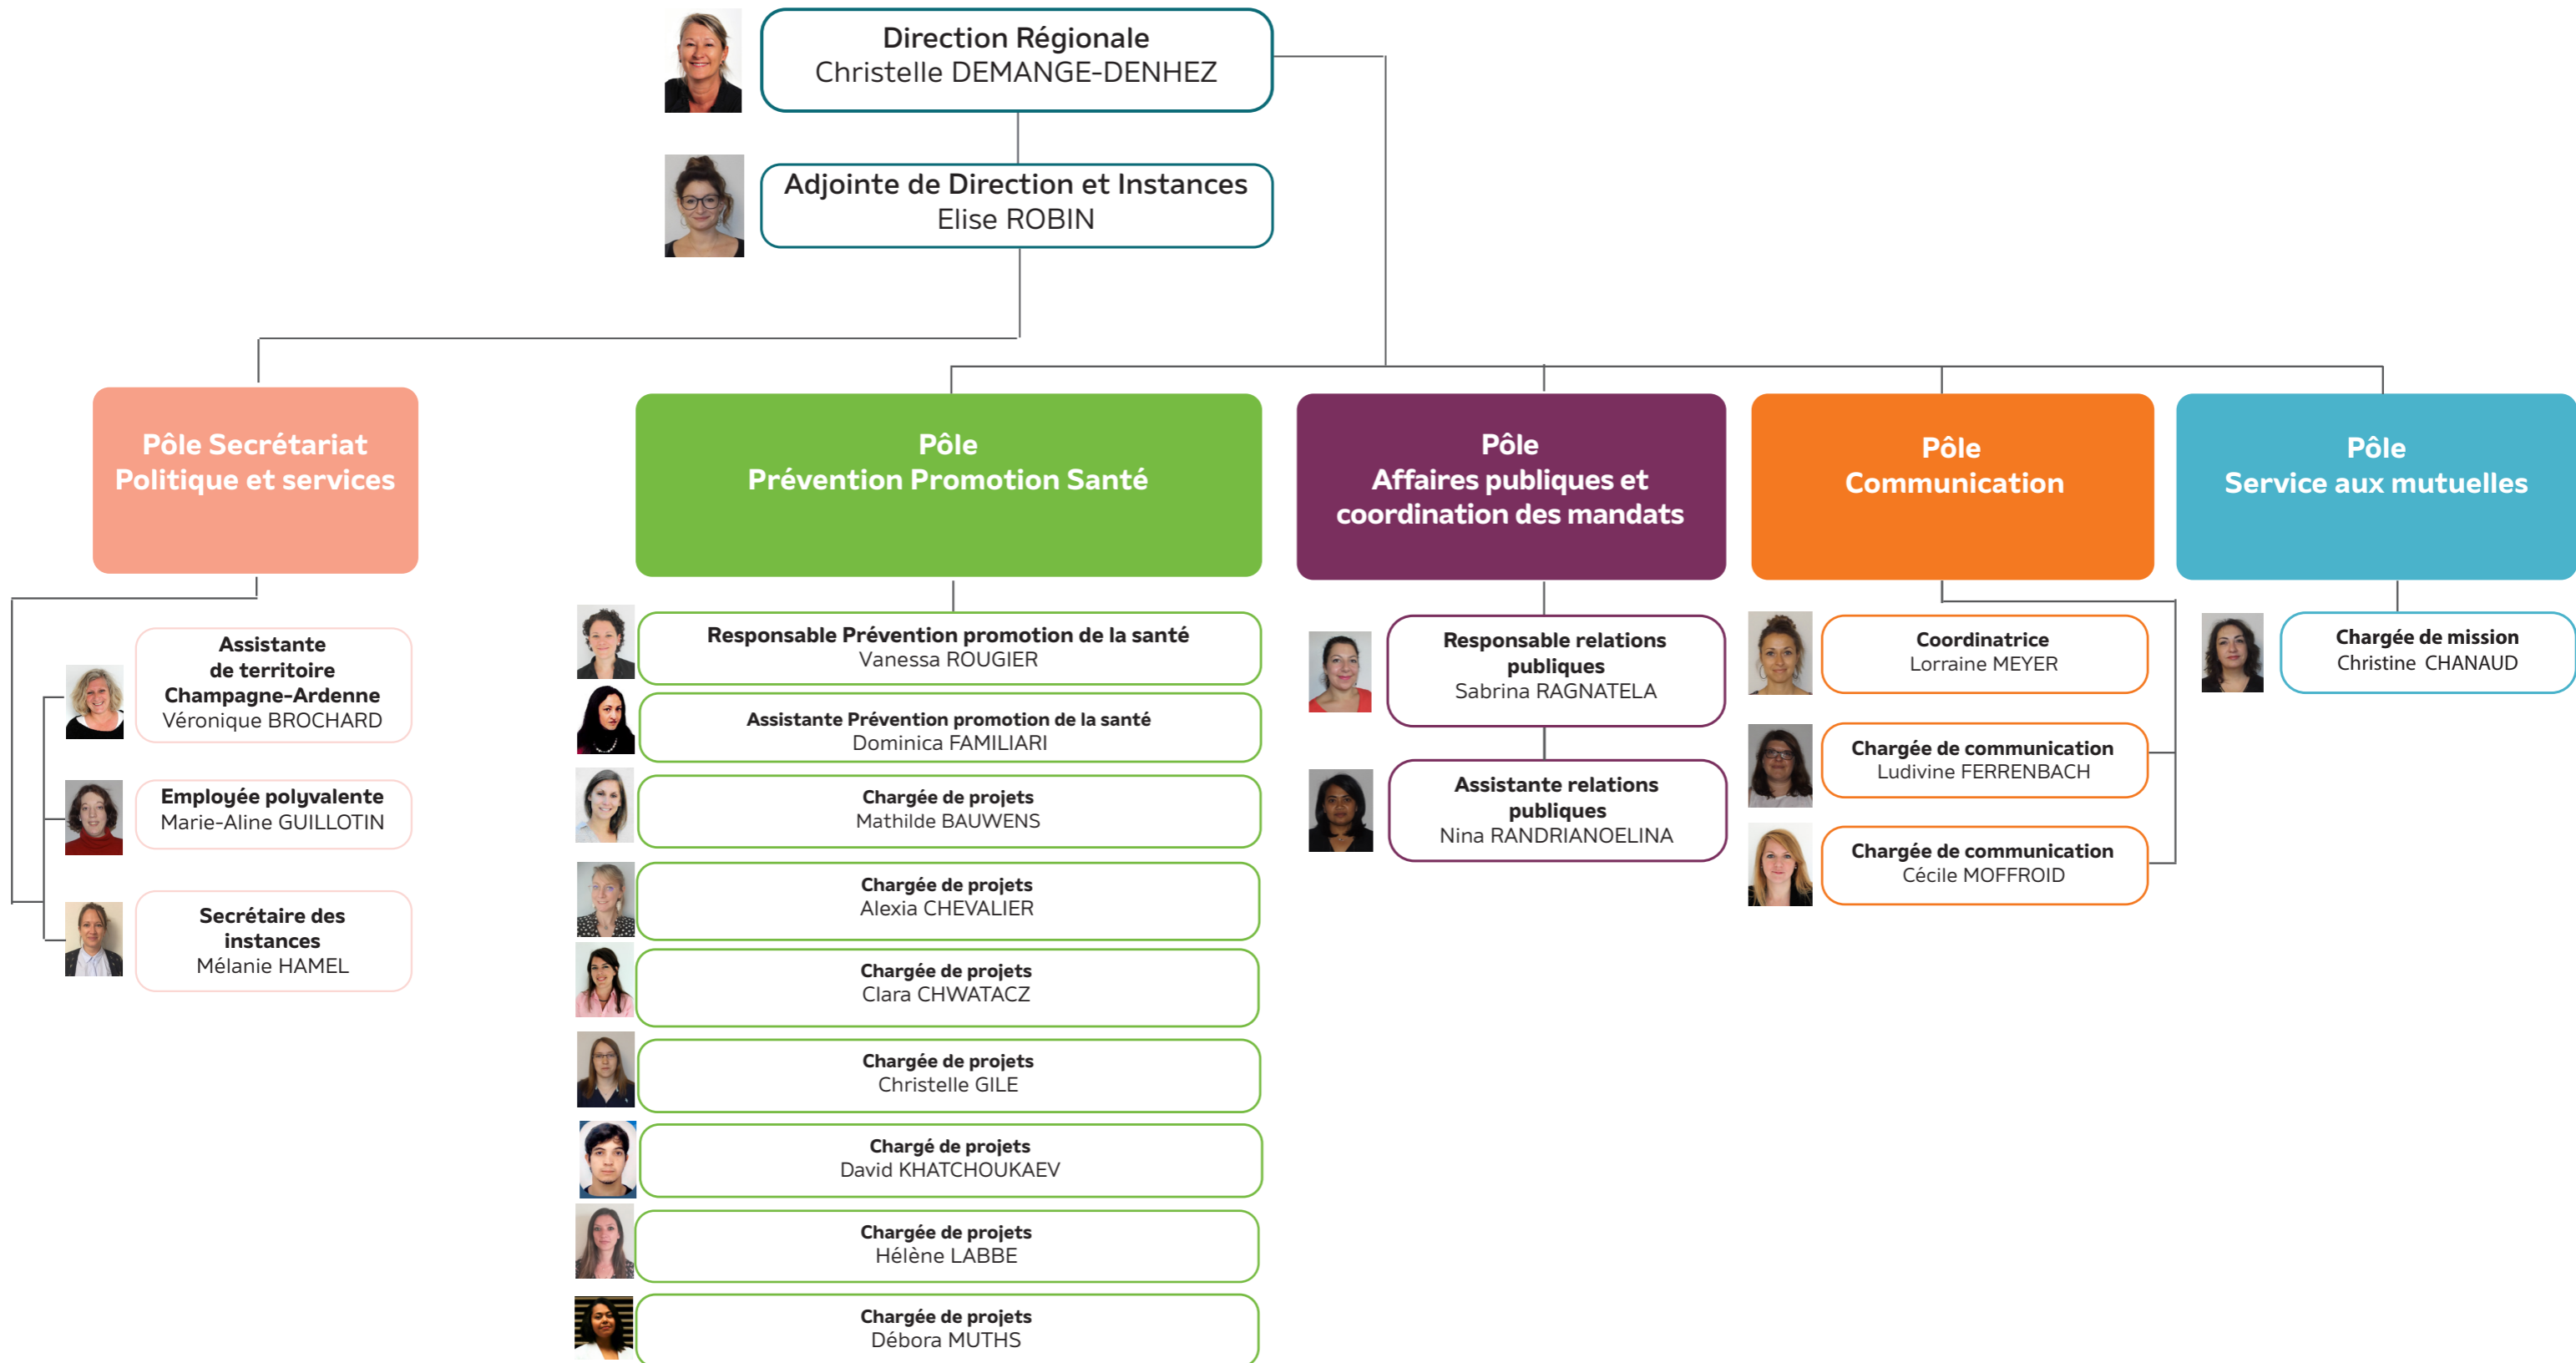 Direction Régionale
Christelle DEMANGE-DENHEZ
Adjointe de Direction et Instances
Elise ROBIN
Pôle Secrétariat
Politique et services
Assistante
de territoire
Champagne-Ardenne
Véronique BROCHARD
Employée polyvalente
Marie-Aline GUILLOTIN
Secrétaire des
instances
Mélanie HAMEL
Pôle
Prévention Promotion Santé
Responsable Prévention promotion de la santé
Vanessa ROUGIER
Assistante Prévention promotion de la santé
Dominica FAMILIARI
Chargée de projets
Mathilde BAUWENS
Chargée de projets
Alexia CHEVALIER
Chargée de projets
Clara CHWATACZ
Chargée de projets
Christelle GILE
Chargé de projets
David KHATCHOUKAEV
Chargée de projets
Hélène LABBE
Chargée de projets
Débora MUTHS
Pôle
Affaires publiques et
coordination des mandats
Responsable relations
publiques
Sabrina RAGNATELA
Assistante relations
publiques
Nina RANDRIANOELINA
Pôle
Communication
Coordinatrice
Lorraine MEYER
Chargée de communication
Ludivine FERRENBACH
Chargée de communication
Cécile MOFFROID
Pôle
Service aux mutuelles
Chargée de mission
Christine CHANAUD